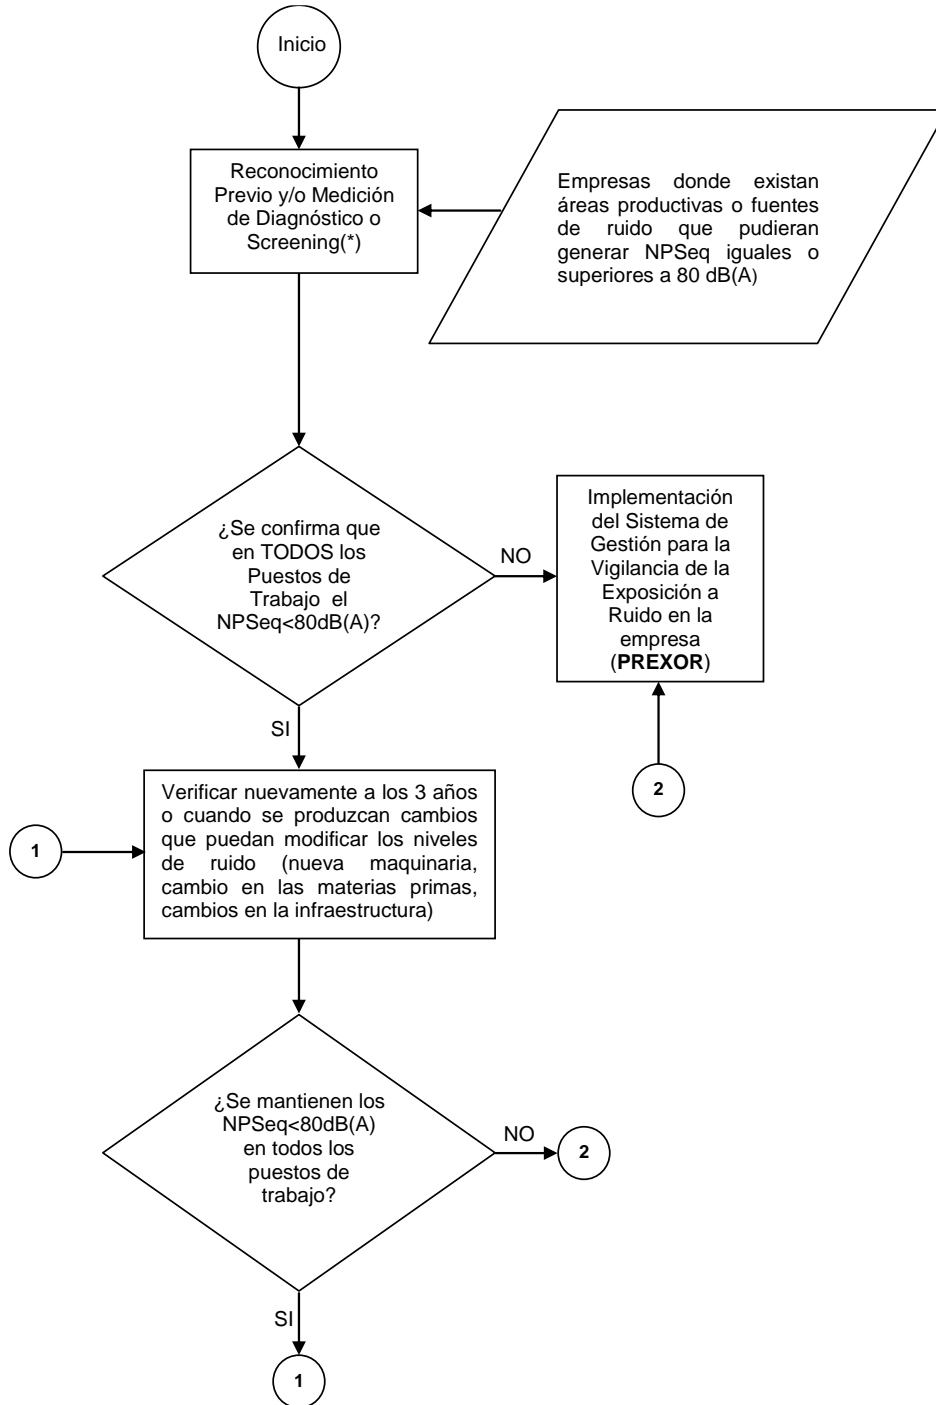 Inicio
Reconocimiento
Previo y/o Medición
de Diagnóstico o
Screening(*)
Empresas donde existan
áreas productivas o fuentes
de ruido que pudieran
generar NPSeq iguales o
superiores a 80 dB(A)
¿Se confirma que
en TODOS los
Puestos de
Trabajo el
NPSeq<80dB(A)?
NO
Implementación
del Sistema de
Gestión para la
Vigilancia de la
Exposición a
Ruido en la
empresa
(PREXOR)
SI
2
Verificar nuevamente a los 3 años
o cuando se produzcan cambios
que puedan modificar los niveles
de ruido (nueva maquinaria,
cambio en las materias primas,
cambios en la infraestructura)
1
¿Se mantienen los
NPSeq<80dB(A)
en todos los
puestos de
trabajo?
NO
2
SI
1